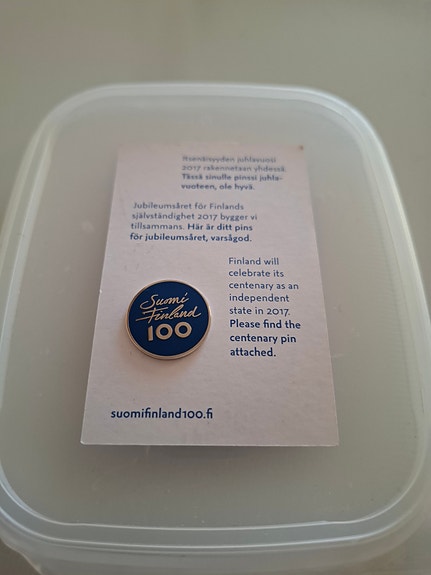 Itsenäisyyden juhlavuosi
2017 rakennetaan yhdessä.
Tässä sinulle pinssi juhla-
vuoteen, ole hyvä.
Jubileumsåret för Finlands
självständighet 2017 bygger vi
tillsammans. Här är ditt pins
för jubileumsåret, varsågod.
Finland will
celebrate its
centenary as an
independent
state in 2017.
Please find the
centenary pin
attached.
Suomi
Finland
100
suomifinland100.fi